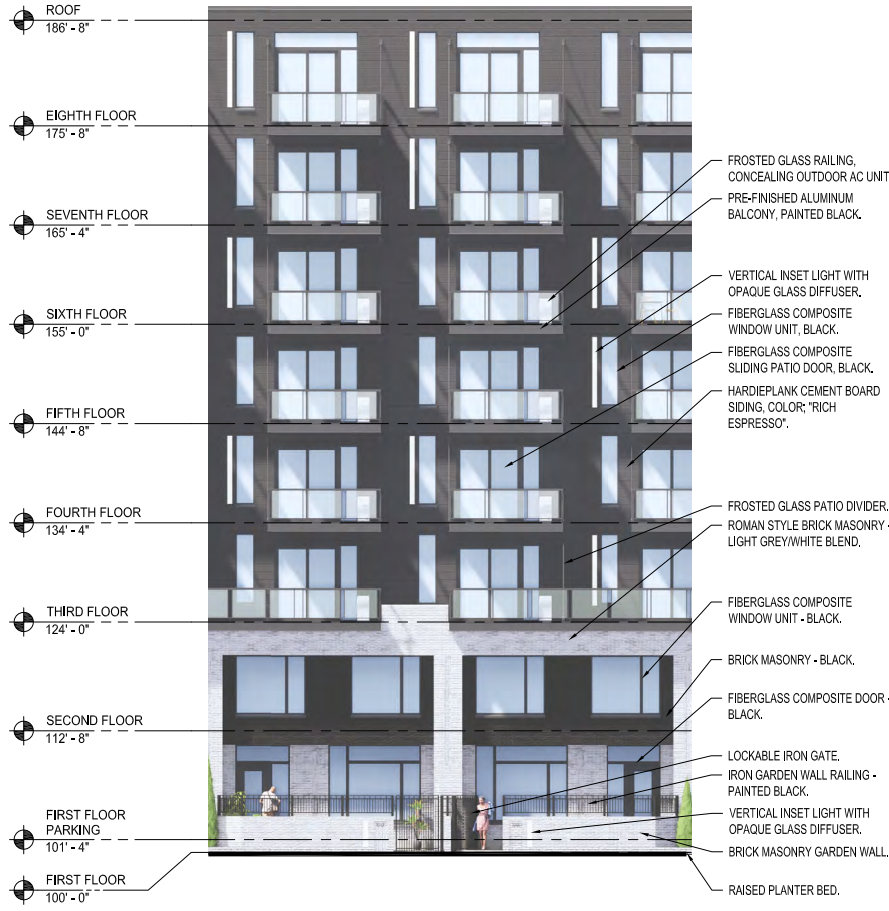 ROOF
186' - 8"
EIGHTH FLOOR
175' - 8"
SEVENTH FLOOR
165' - 4"
SIXTH FLOOR
155' - 0"
FIFTH FLOOR
144' - 8"
FOURTH FLOOR
134' - 4"
THIRD FLOOR
124' - 0"
SECOND FLOOR
112' - 8"
FIRST FLOOR
PARKING
101' - 4"
FIRST FLOOR
100' - 0"
FROSTED GLASS RAILING,
CONCEALING OUTDOOR AC UNIT
PRE-FINISHED ALUMINUM
BALCONY, PAINTED BLACK.
VERTICAL INSET LIGHT WITH
OPAQUE GLASS DIFFUSER.
FIBERGLASS COMPOSITE
WINDOW UNIT, BLACK.
FIBERGLASS COMPOSITE
SLIDING PATIO DOOR, BLACK.
HARDIEPLANK CEMENT BOARD
SIDING, COLOR; "RICH
ESPRESSO".
FROSTED GLASS PATIO DIVIDER.
ROMAN STYLE BRICK MASONRY -
LIGHT GREY/WHITE BLEND.
FIBERGLASS COMPOSITE
WINDOW UNIT - BLACK.
BRICK MASONRY - BLACK.
FIBERGLASS COMPOSITE DOOR -
BLACK.
LOCKABLE IRON GATE.
IRON GARDEN WALL RAILING -
PAINTED BLACK.
VERTICAL INSET LIGHT WITH
OPAQUE GLASS DIFFUSER.
BRICK MASONRY GARDEN WALL.
RAISED PLANTER BED.